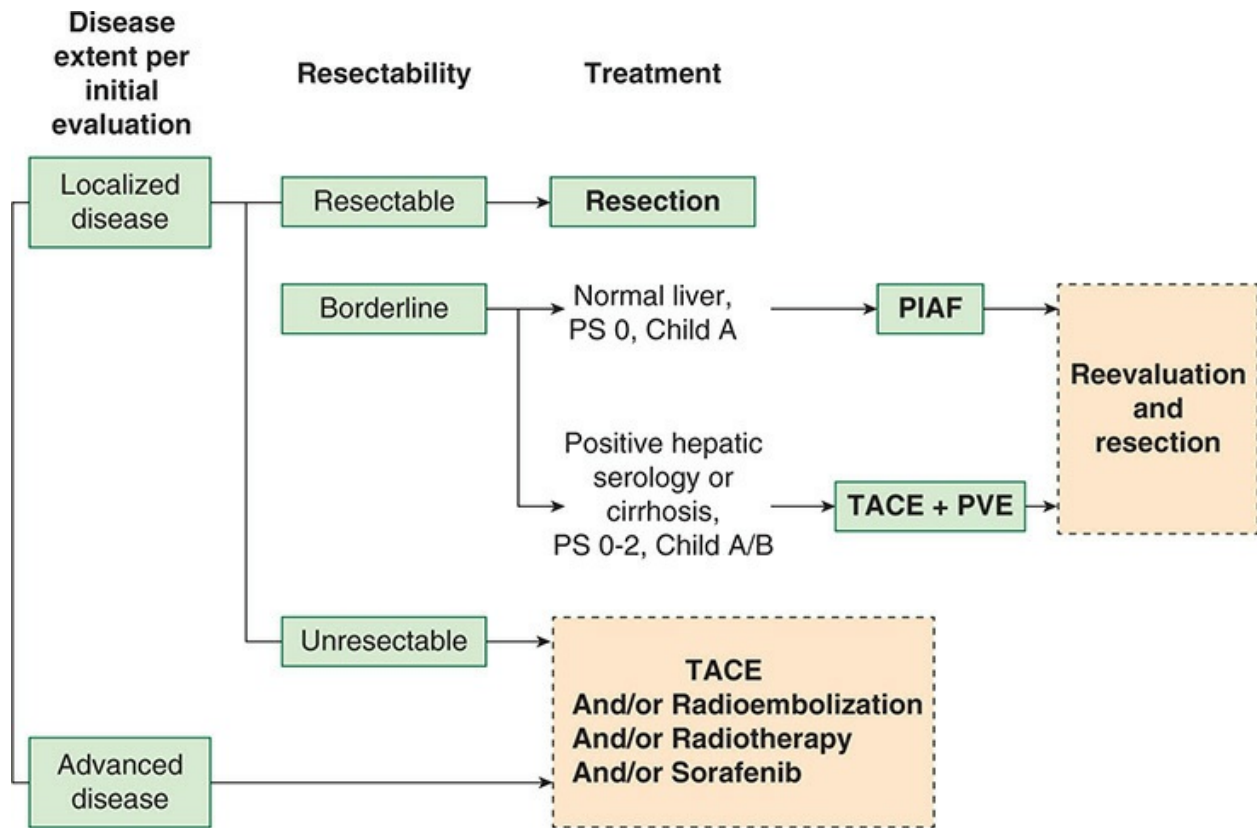 Disease
extent per
initial
evaluation
Resectability
Treatment
Localized
disease
Resectable
Resection
Borderline
Normal liver,
PS 0, Child A
PIAF
Reevaluation
and
resection
Positive hepatic
serology or
cirrhosis,
PS 0-2, Child A/B
TACE + PVE
Unresectable
TACE
And/or Radioembolization
And/or Radiotherapy
And/or Sorafenib
Advanced
disease